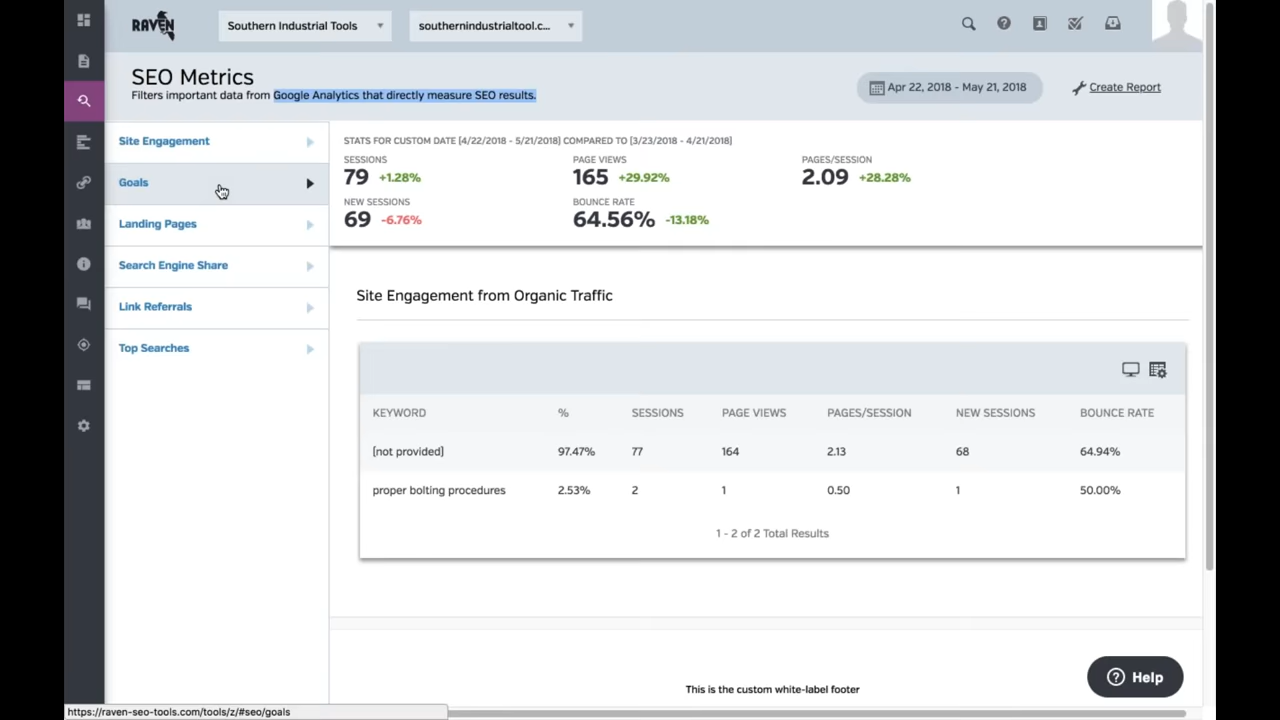 RAVEN
Southern Industrial Tools
southernindustrialtool.c...
SEO Metrics
Filters important data from Google Analytics that directly measure SEO results.
Apr 22, 2018 - May 21, 2018
Create Report
Site Engagement
Goals
Landing Pages
Search Engine Share
Link Referrals
Top Searches
STATS FOR CUSTOM DATE [4/22/2018 - 5/21/2018] COMPARED TO [3/23/2018 - 4/21/2018]
SESSIONS PAGE VIEWS PAGES/SESSION
79 +1.28% 165 +29.92% 2.09 +28.28%
NEW SESSIONS BOUNCE RATE
69 -6.76% 64.56% -13.18%
Site Engagement from Organic Traffic
KEYWORD % SESSIONS PAGE VIEWS PAGES/SESSION NEW SESSIONS BOUNCE RATE
[not provided] 97.47% 77 164 2.13 68 64.94%
proper bolting procedures 2.53% 2 1 0.50 1 50.00%
1 - 2 of 2 Total Results
Help
This is the custom white-label footer
https://raven-seo-tools.com/tools/z/#seo/goals